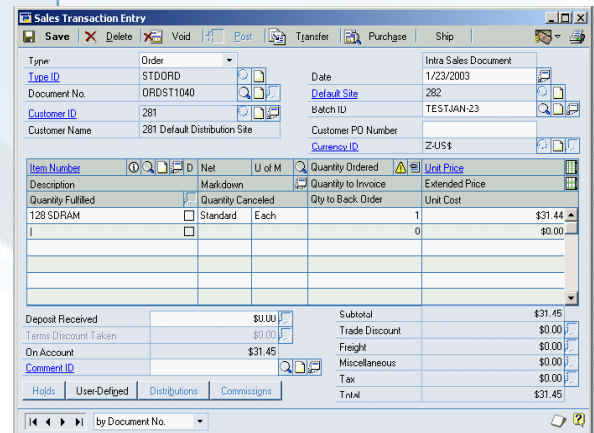 Sales Transaction Entry
Save Delete Void Post Transfer Purchase Ship
Type: Order Intra Sales Document
Type ID STDORD Date 1/23/2003
Document No. ORDST1040 Default Site 282
Customer ID 281 Batch ID TESTJAN-23
Customer Name 281 Default Distribution Site Customer PO Number
Currency ID Z-US$
Item Number D Net U of M Quantity Ordered Unit Price
Description Markdown Quantity to Invoice Extended Price
Quantity Fulfilled Quantity Canceled Qty to Back Order Unit Cost
128 SDRAM Standard Each 1 $31.44
0 $0.00
Deposit Received $0.00 Subtotal $31.45
Terms Discount Taken $0.00 Trade Discount $0.00
On Account $31.45 Freight $0.00
Comment ID Miscellaneous $0.00
Tax $0.00
Holds User-Defined Distributions Commissions Total $31.45
by Document No.